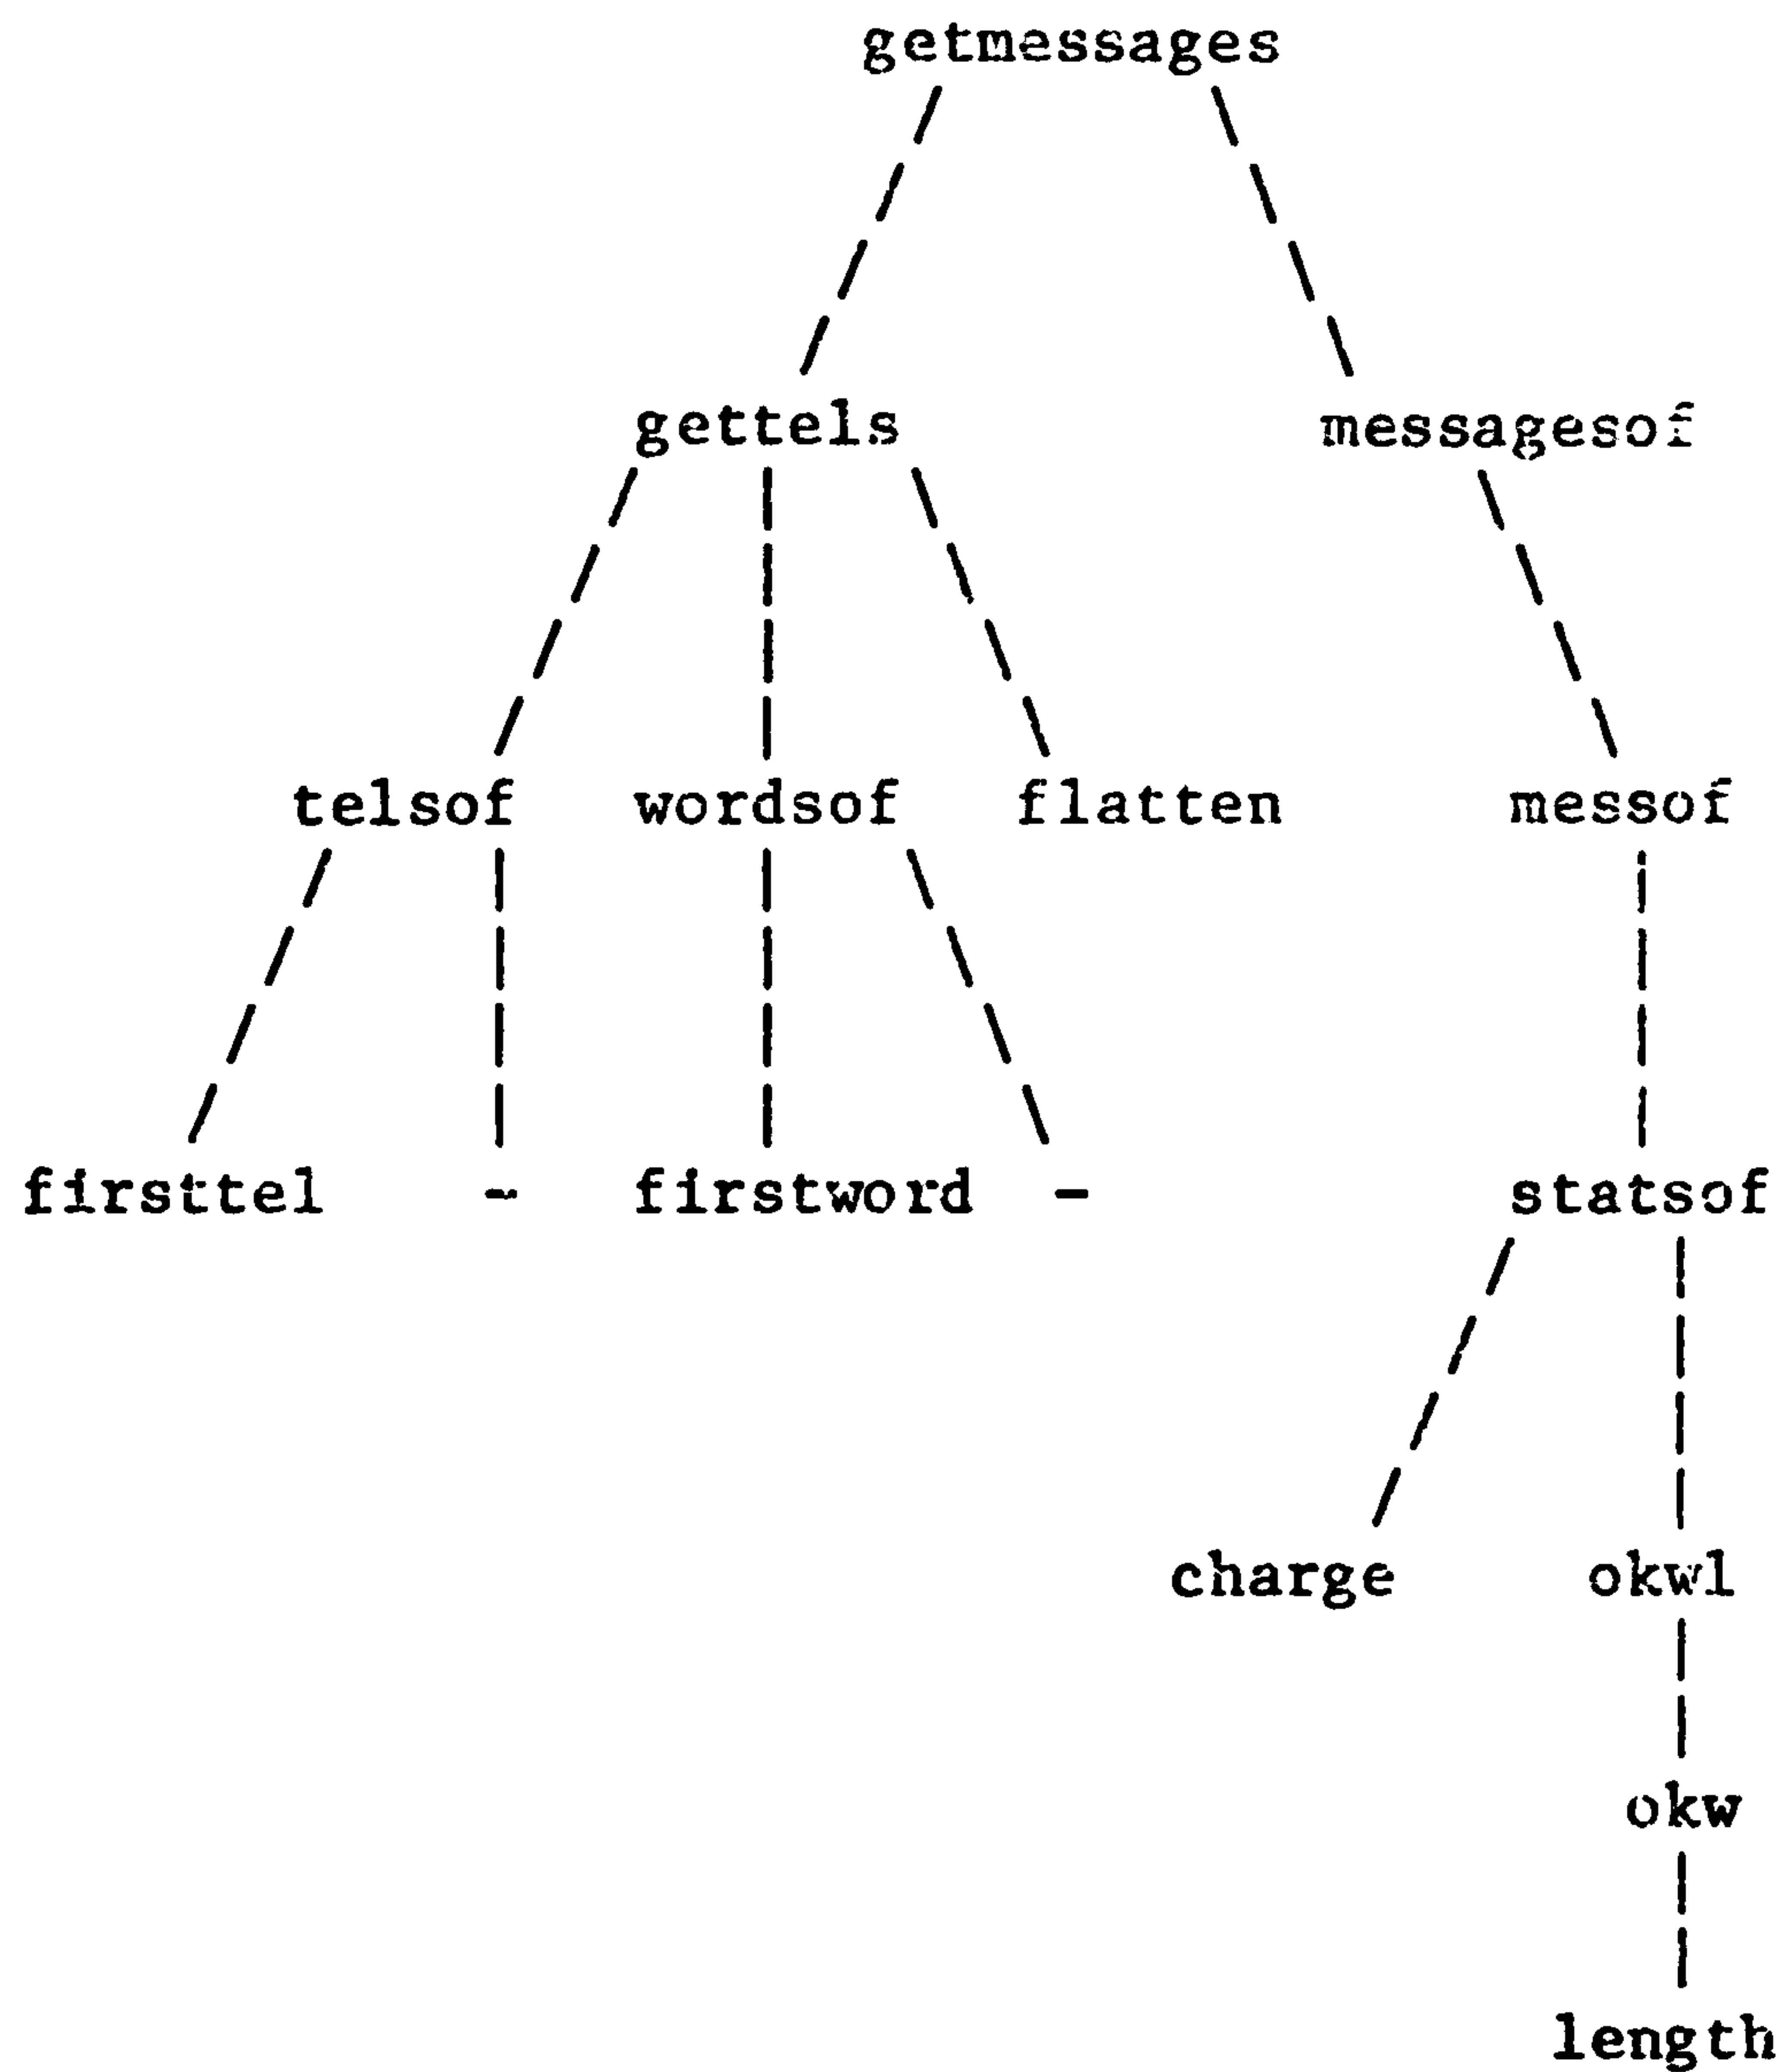 getmessages
gettels messagesof
telsof wordsof flatten messof
firsttel - firstword - statsof
charge okwl
okw
length